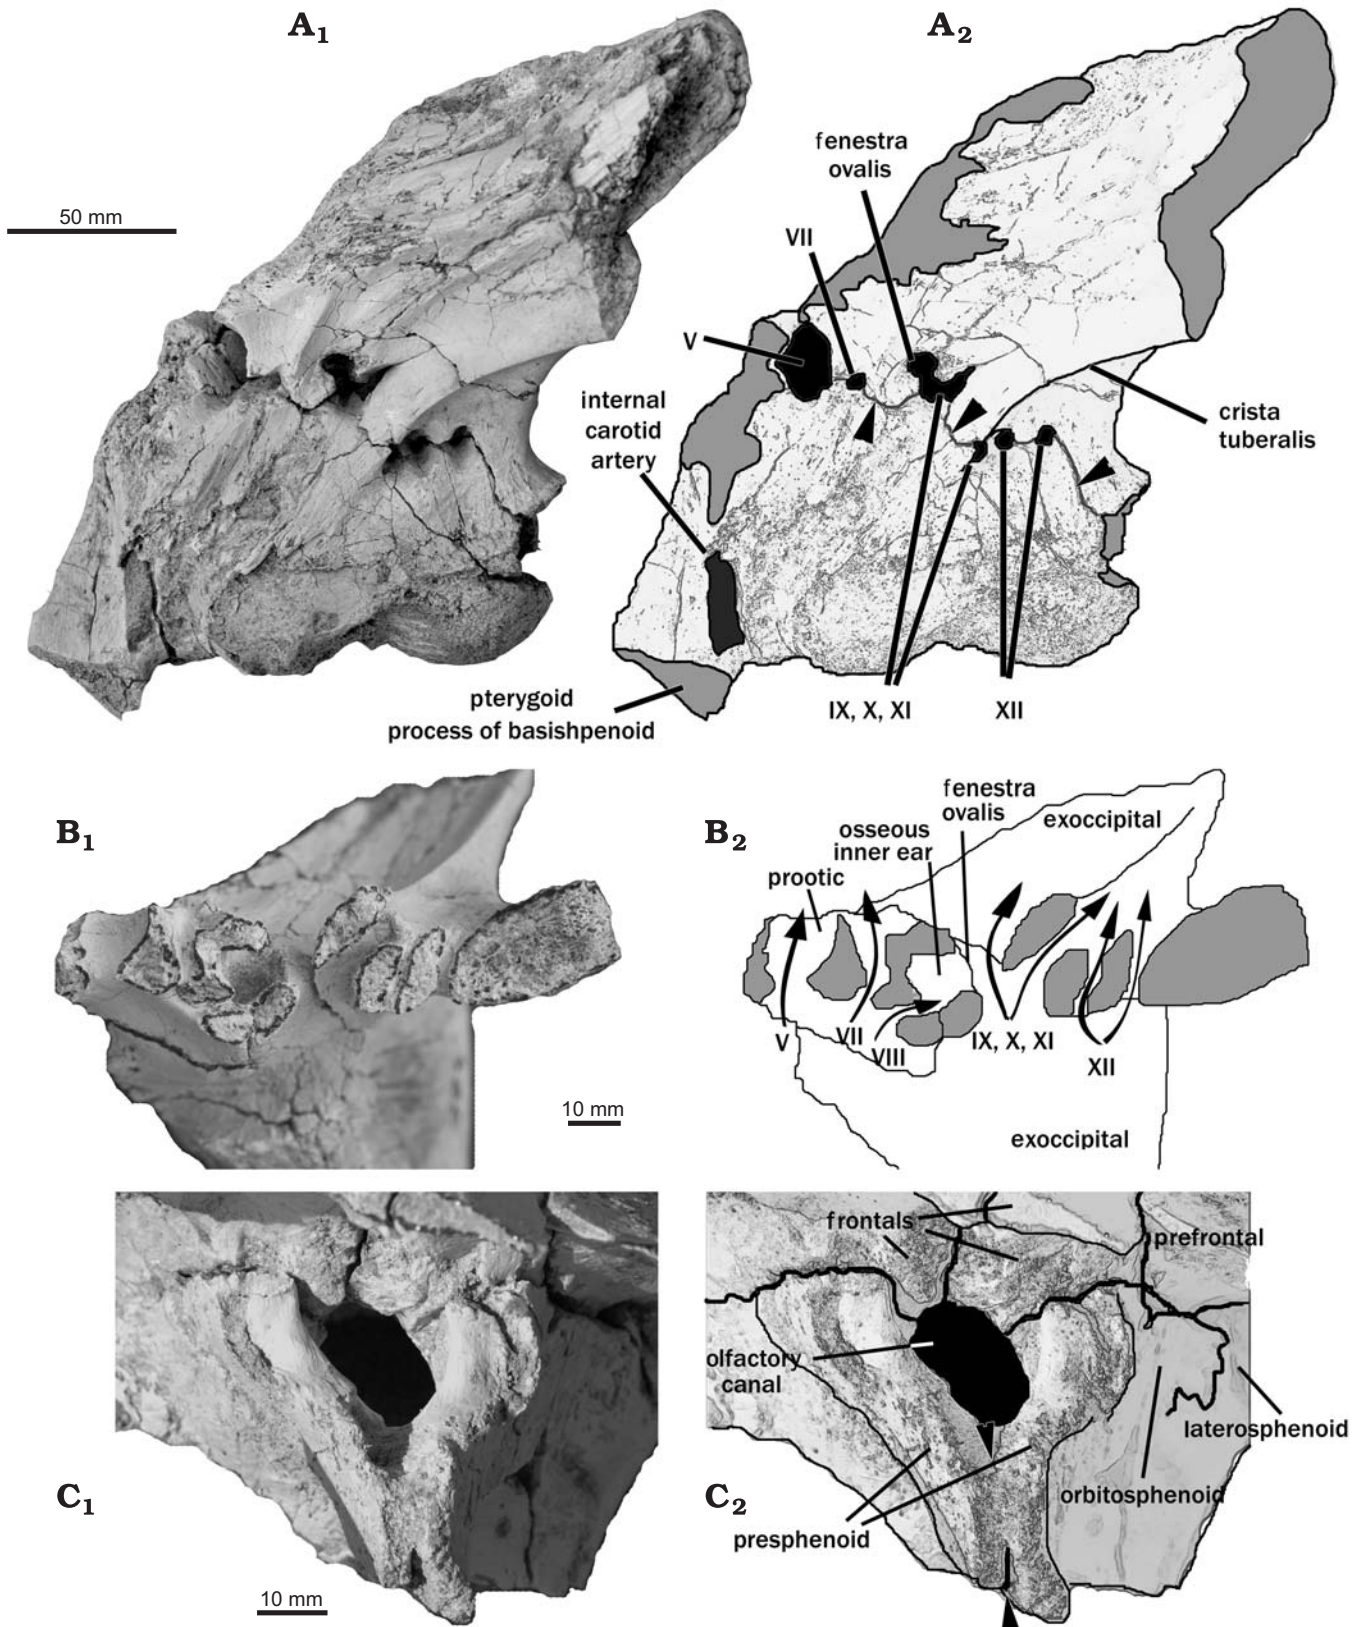 A1
A2
50 mm
fenestra
ovalis
VII
V
internal
carotid
artery
crista
tuberalis
pterygoid
process of basishpenoid
IX, X, XI
XII
B1
B2
fenestra
ovalis
exoccipital
osseous
inner ear
prootic
V
VII
VIII
IX, X, XI
XII
10 mm
exoccipital
frontals
prefrontal
olfactory
canal
laterosphenoid
C1
C2
orbitosphenoid
presphenoid
10 mm